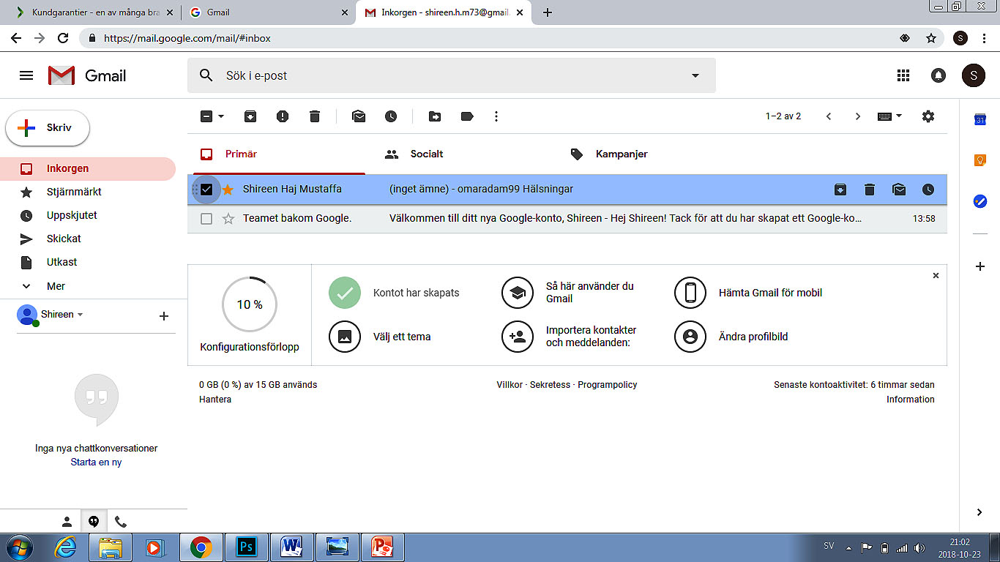 Kundgarantier - en av många bra
Gmail
Inkorgen - shireen.h.m73@gmail.
https://mail.google.com/mail/#inbox
S
Gmail
Sök i e-post
S
Skriv
1–2 av 2
31
Primär
Socialt
Kampanjer
Inkorgen
Stjärnmärkt
Uppskjutet
Skickat
Utkast
Mer
Shireen Haj Mustaffa (inget ämne) - omaradam99 Hälsningar
Teamet bakom Google. Välkommen till ditt nya Google-konto, Shireen - Hej Shireen! Tack för att du har skapat ett Google-ko... 13:58
10 %
Konfigurationsförlopp
Kontot har skapats
Så här använder du
Gmail
Hämta Gmail för mobil
Välj ett tema
Importera kontakter
och meddelanden:
Ändra profilbild
Shireen
0 GB (0 %) av 15 GB används
Hantera
Villkor · Sekretess · Programpolicy
Senaste kontoaktivitet: 6 timmar sedan
Information
Inga nya chattkonversationer
Starta en ny
Ps
W
P
SV
21:02
2018-10-23